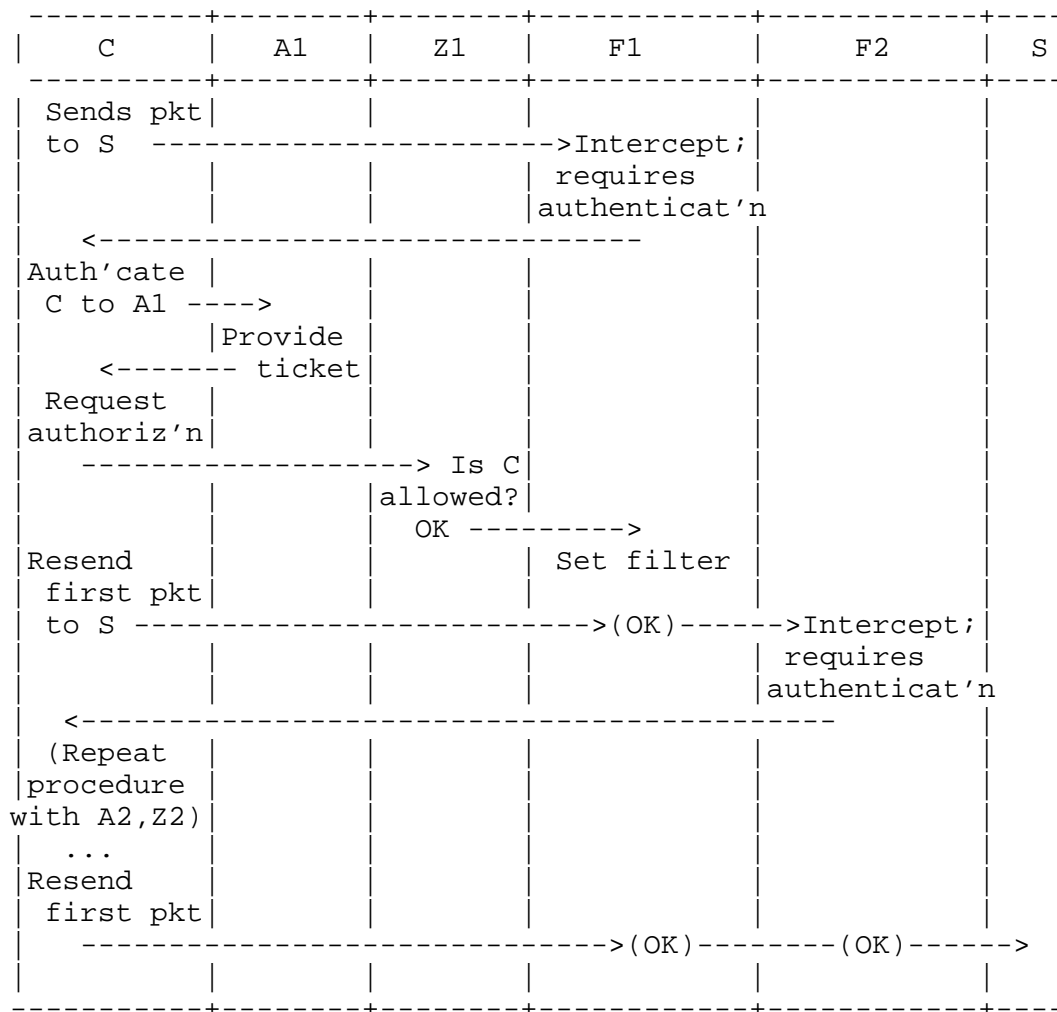 ----------+--------+--------+------------+------------+----
| C | A1 | Z1 | F1 | F2 | S
----------+--------+--------+------------+------------+----
| Sends pkt| | | | |
| to S ----------------------->Intercept; |
| | | | requires | |
| | | |authenticat'n |
| <------------------------------- | |
|Auth'cate | | | | |
| C to A1 ----> | | | |
| |Provide | | | |
| <------- ticket| | | |
| Request | | | | |
|authoriz'n| | | | |
| -------------------> Is C| | |
| | |allowed?| | |
| | | OK ---------> | |
|Resend | | | Set filter | |
| first pkt| | | | |
| to S -------------------------->(OK)------>Intercept;|
| | | | | requires |
| | | | |authenticat'n
| <------------------------------------------- |
| (Repeat | | | | |
|procedure | | | | |
with A2,Z2)| | | | |
| ... | | | | |
|Resend | | | | |
| first pkt| | | | |
| ------------------------------>(OK)--------(OK)------>
| | | | | |
-----------+--------+--------+------------+------------+----